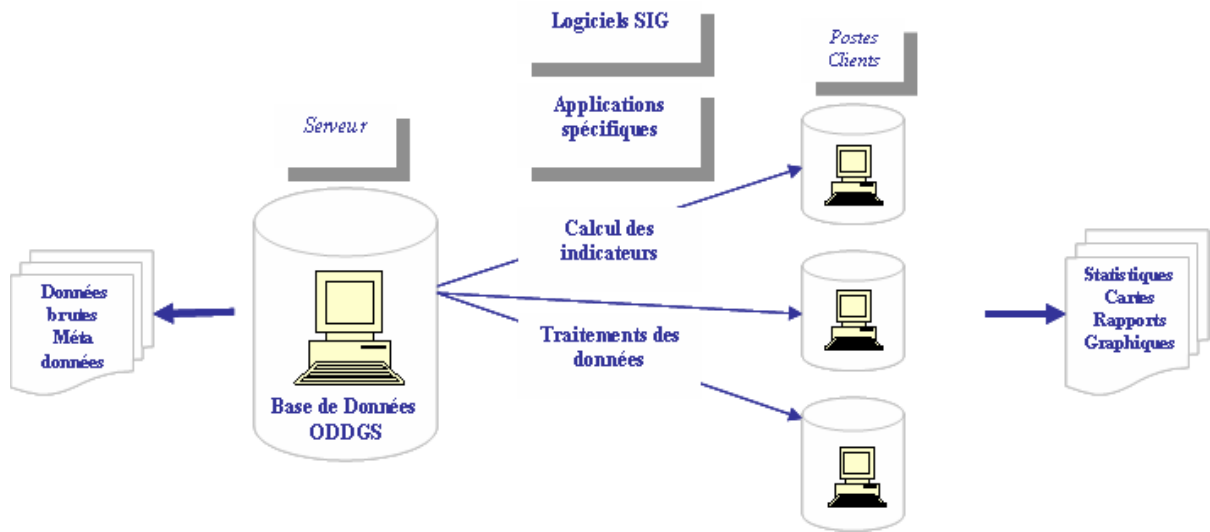 Logiciels SIG
Postes
Clients
Serveur
Applications
spécifiques
Calcul des
indicateurs
Données
brutes
Méta
données
Traitements des
données
Statistiques
Cartes
Rapports
Graphiques
Base de Données
ODDGS